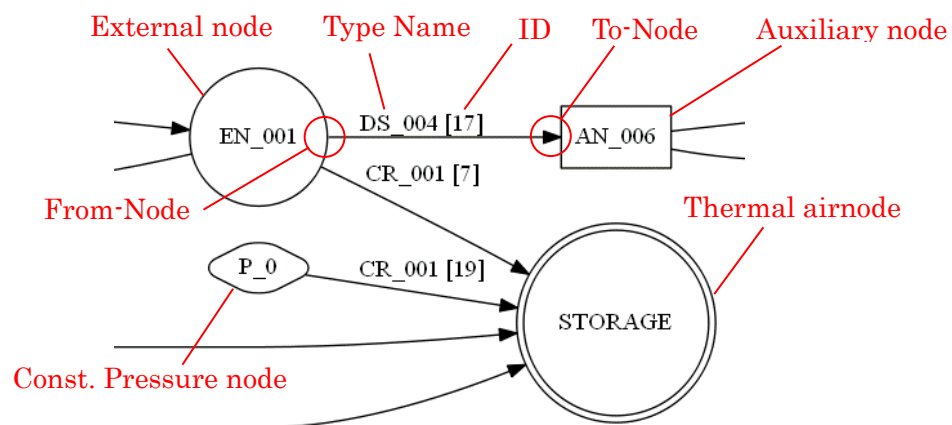 External node
Type Name
ID
To-Node
Auxiliary node
EN_001
DS_004 [17]
AN_006
CR_001 [7]
From-Node
Thermal airnode
P_0
CR_001 [19]
STORAGE
Const. Pressure node